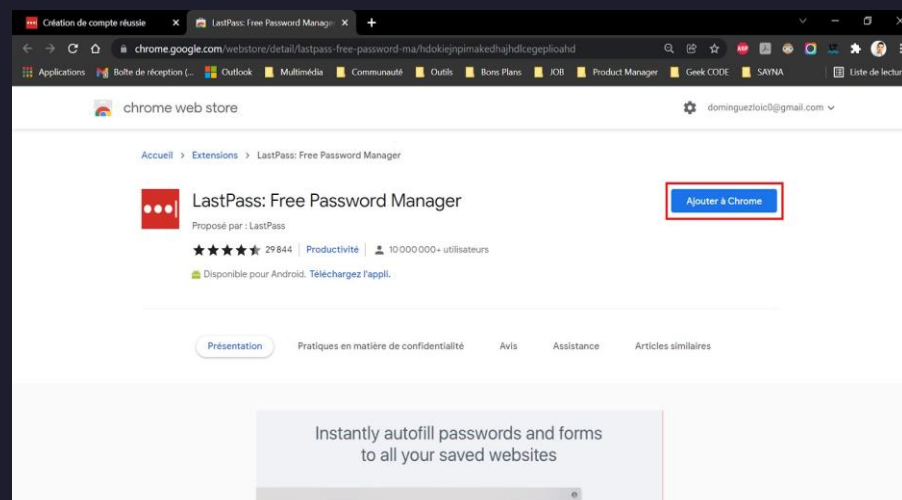 Création de compte réussie
LastPass: Free Password Manage
chrome.google.com/webstore/detail/lastpass-free-password-ma/hdokiejnpimakedhajhdlcegeplioahd
Applications Boîte de réception (... Outlook Multimédia Communauté Outils Bons Plans JOB Product Manager Geek CODE SAYNA Liste de lectur
chrome web store dominguezloic0@gmail.com
Accueil > Extensions > LastPass: Free Password Manager
LastPass: Free Password Manager
Ajouter à Chrome
Proposé par : LastPass
29 844 Productivité 10 000 000+ utilisateurs
Disponible pour Android. Téléchargez l'appli.
Présentation Pratiques en matière de confidentialité Avis Assistance Articles similaires
Instantly autofill passwords and forms
to all your saved websites